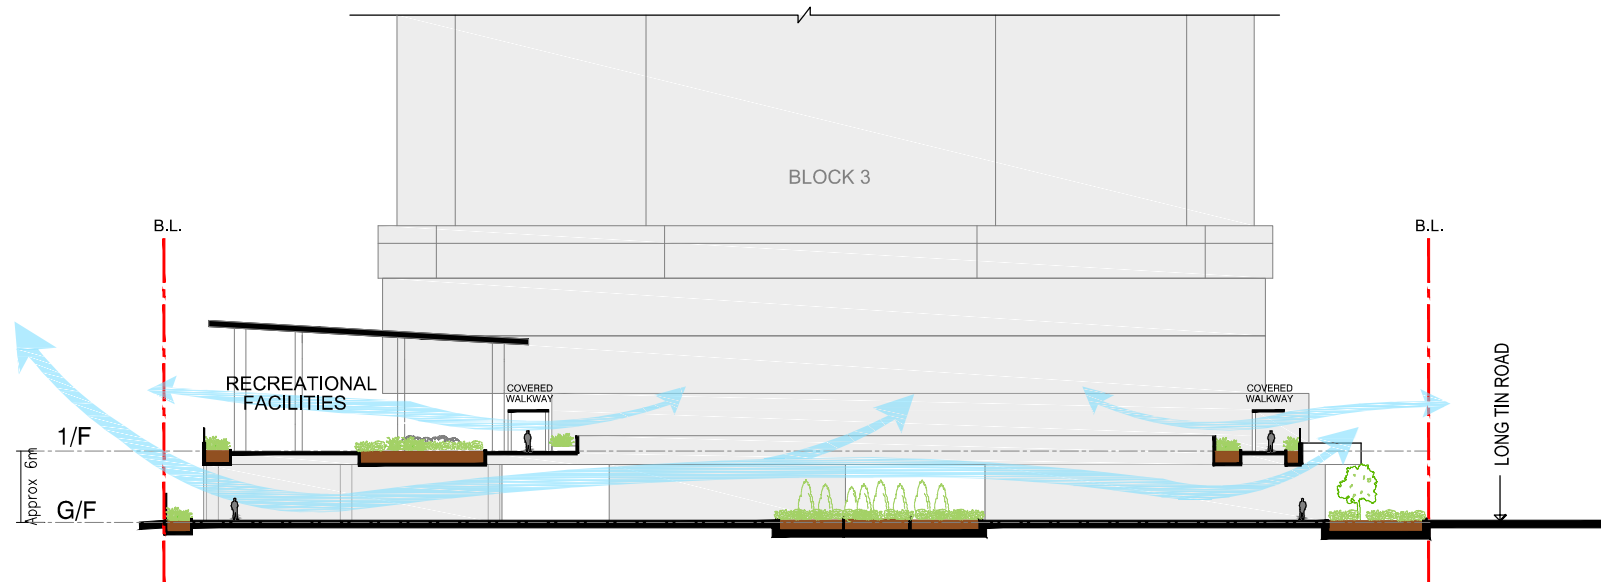 BLOCK 3
B.L.
B.L.
RECREATIONAL
FACILITIES
COVERED
WALKWAY
COVERED
WALKWAY
1/F
Approx 6m
G/F
LONG TIN ROAD